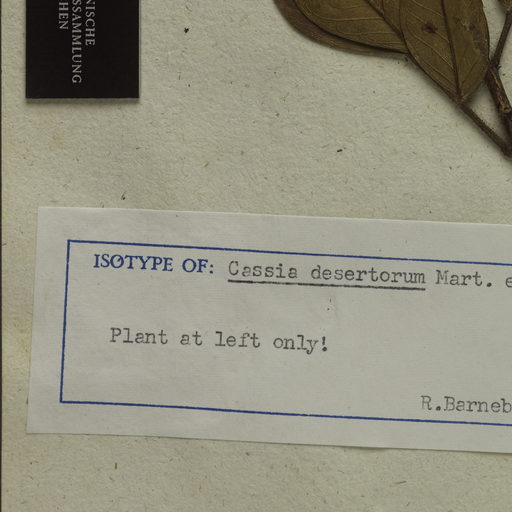 NISCHE
SSAMMLUNG
HEN
ISOTYPE OF: Cassia desertorum Mart. e
Plant at left only!
R.Barneb